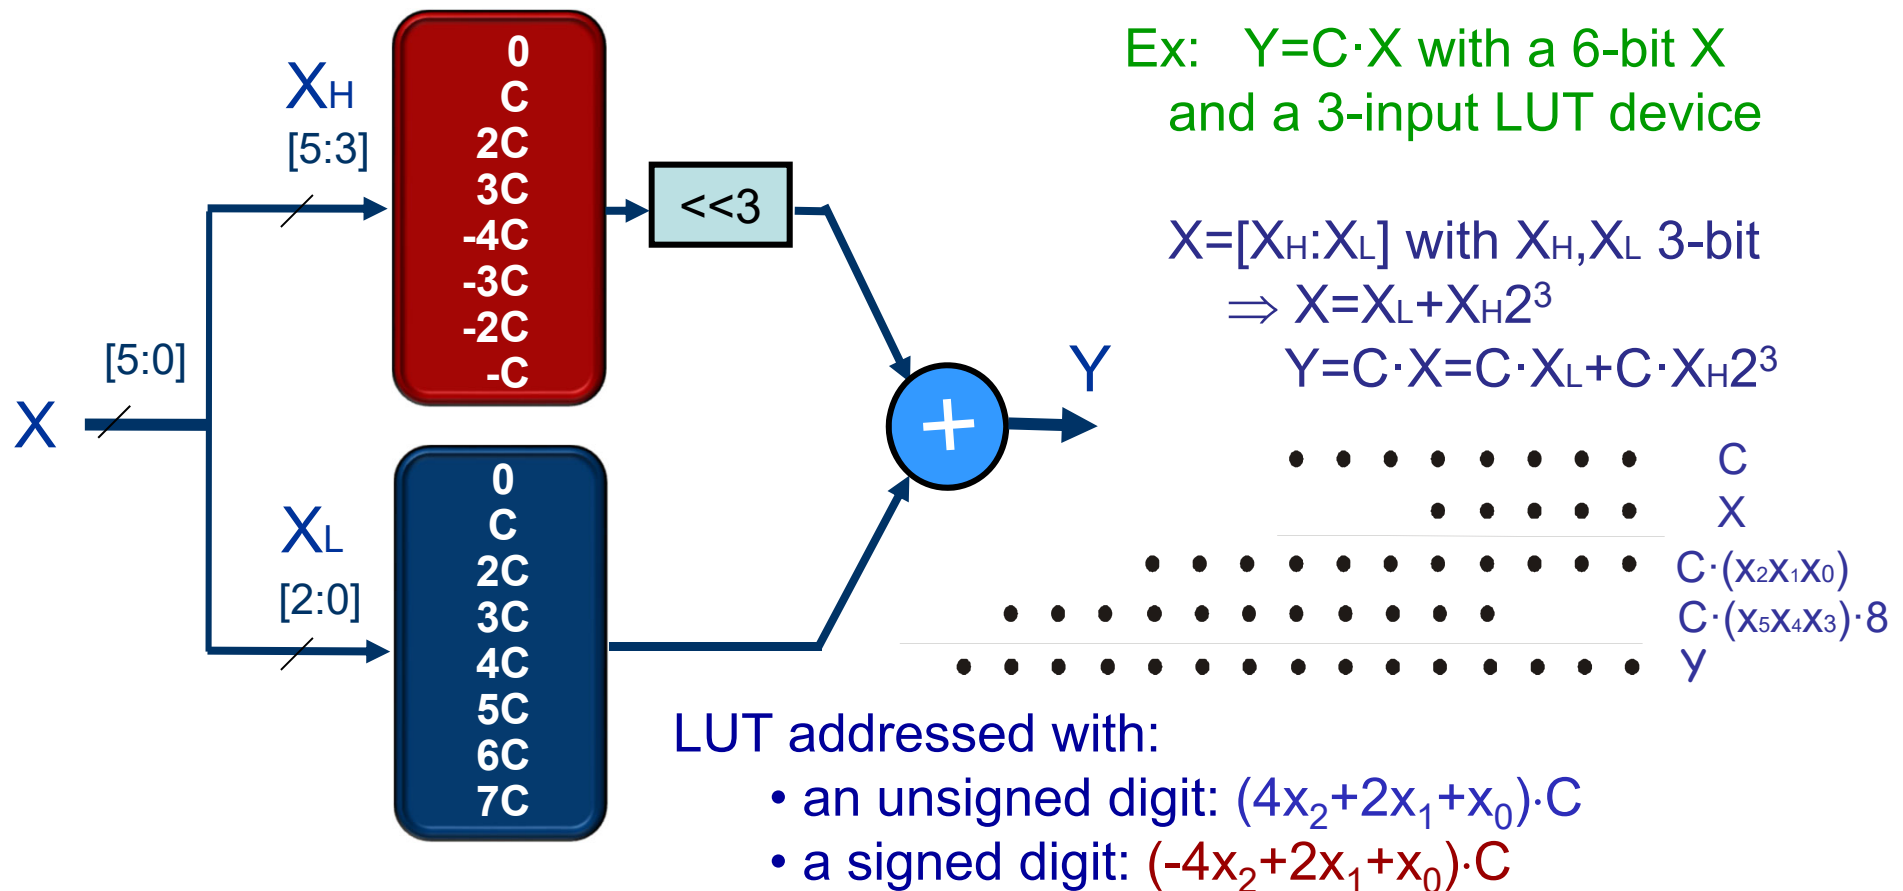 Ex: Y=C·X with a 6-bit X
and a 3-input LUT device
X=[XH:XL] with XH,XL 3-bit
⇒ X=XL+XH2³
Y=C·X=C·XL+C·XH2³
X
[5:0]
XH
[5:3]
0
C
2C
3C
-4C
-3C
-2C
-C
<<3
XL
[2:0]
0
C
2C
3C
4C
5C
6C
7C
+
Y
C
X
C·(x₂x₁x₀)
C·(x₅x₄x₃)·8
Y
LUT addressed with:
• an unsigned digit: (4x₂+2x₁+x₀)·C
• a signed digit: (-4x₂+2x₁+x₀)·C